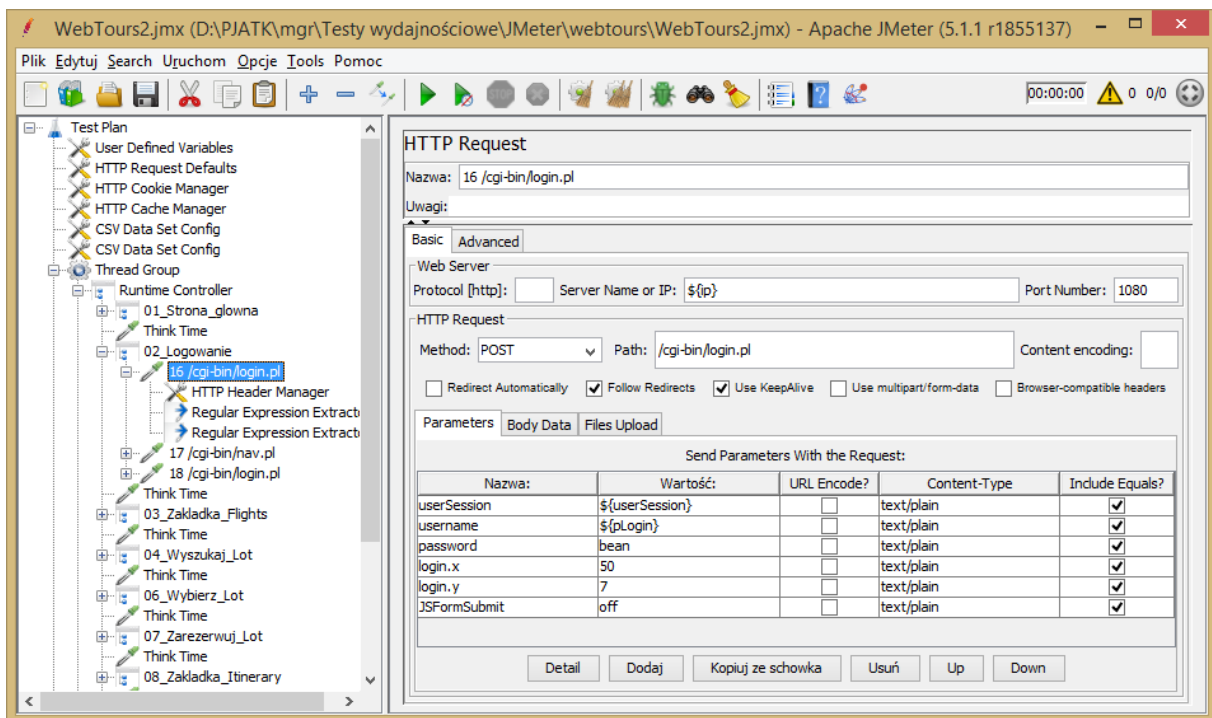 WebTours2.jmx (D:\PJATK\mgr\Testy wydajnościowe\JMeter\webtours\WebTours2.jmx) - Apache JMeter (5.1.1 r1855137)
Plik Edytuj Search Uruchom Opcje Tools Pomoc
STOP 00:00:00 0 0/0
Test Plan
User Defined Variables
HTTP Request Defaults
HTTP Cookie Manager
HTTP Cache Manager
CSV Data Set Config
CSV Data Set Config
Thread Group
Runtime Controller
01_Strona_glowna
Think Time
02_Logowanie
16 /cgi-bin/login.pl
HTTP Header Manager
Regular Expression Extracto
Regular Expression Extracto
17 /cgi-bin/nav.pl
18 /cgi-bin/login.pl
Think Time
03_Zakladka_Flights
Think Time
04_Wyszukaj_Lot
Think Time
06_Wybierz_Lot
Think Time
07_Zarezerwuj_Lot
Think Time
08_Zakladka_Itinerary
HTTP Request
Nazwa: 16 /cgi-bin/login.pl
Uwagi:
Basic Advanced
Web Server
Protocol [http]: Server Name or IP: ${ip} Port Number: 1080
HTTP Request
Method: POST Path: /cgi-bin/login.pl Content encoding:
Redirect Automatically Follow Redirects Use KeepAlive Use multipart/form-data Browser-compatible headers
Parameters Body Data Files Upload
Send Parameters With the Request:
Nazwa: Wartość: URL Encode? Content-Type Include Equals?
userSession ${userSession} text/plain
username ${pLogin} text/plain
password bean text/plain
login.x 50 text/plain
login.y 7 text/plain
JSFormSubmit off text/plain
Detail Dodaj Kopiuj ze schowka Usuń Up Down